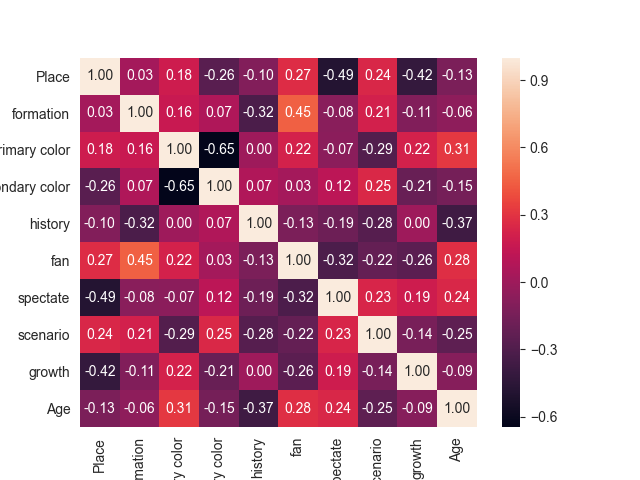 Place 1.00 0.03 0.18 -0.26 -0.10 0.27 -0.49 0.24 -0.42 -0.13
formation 0.03 1.00 0.16 0.07 -0.32 0.45 -0.08 0.21 -0.11 -0.06
rimary color 0.18 0.16 1.00 -0.65 0.00 0.22 -0.07 -0.29 0.22 0.31
ondary color -0.26 0.07 -0.65 1.00 0.07 0.03 0.12 0.25 -0.21 -0.15
history -0.10 -0.32 0.00 0.07 1.00 -0.13 -0.19 -0.28 0.00 -0.37
fan 0.27 0.45 0.22 0.03 -0.13 1.00 -0.32 -0.22 -0.26 0.28
spectate -0.49 -0.08 -0.07 0.12 -0.19 -0.32 1.00 0.23 0.19 0.24
scenario 0.24 0.21 -0.29 0.25 -0.28 -0.22 0.23 1.00 -0.14 -0.25
growth -0.42 -0.11 0.22 -0.21 0.00 -0.26 0.19 -0.14 1.00 -0.09
Age -0.13 -0.06 0.31 -0.15 -0.37 0.28 0.24 -0.25 -0.09 1.00
Place
mation
ry color
ry color
history
fan
pectate
cenario
growth
Age
0.9
0.6
0.3
0.0
−0.3
−0.6